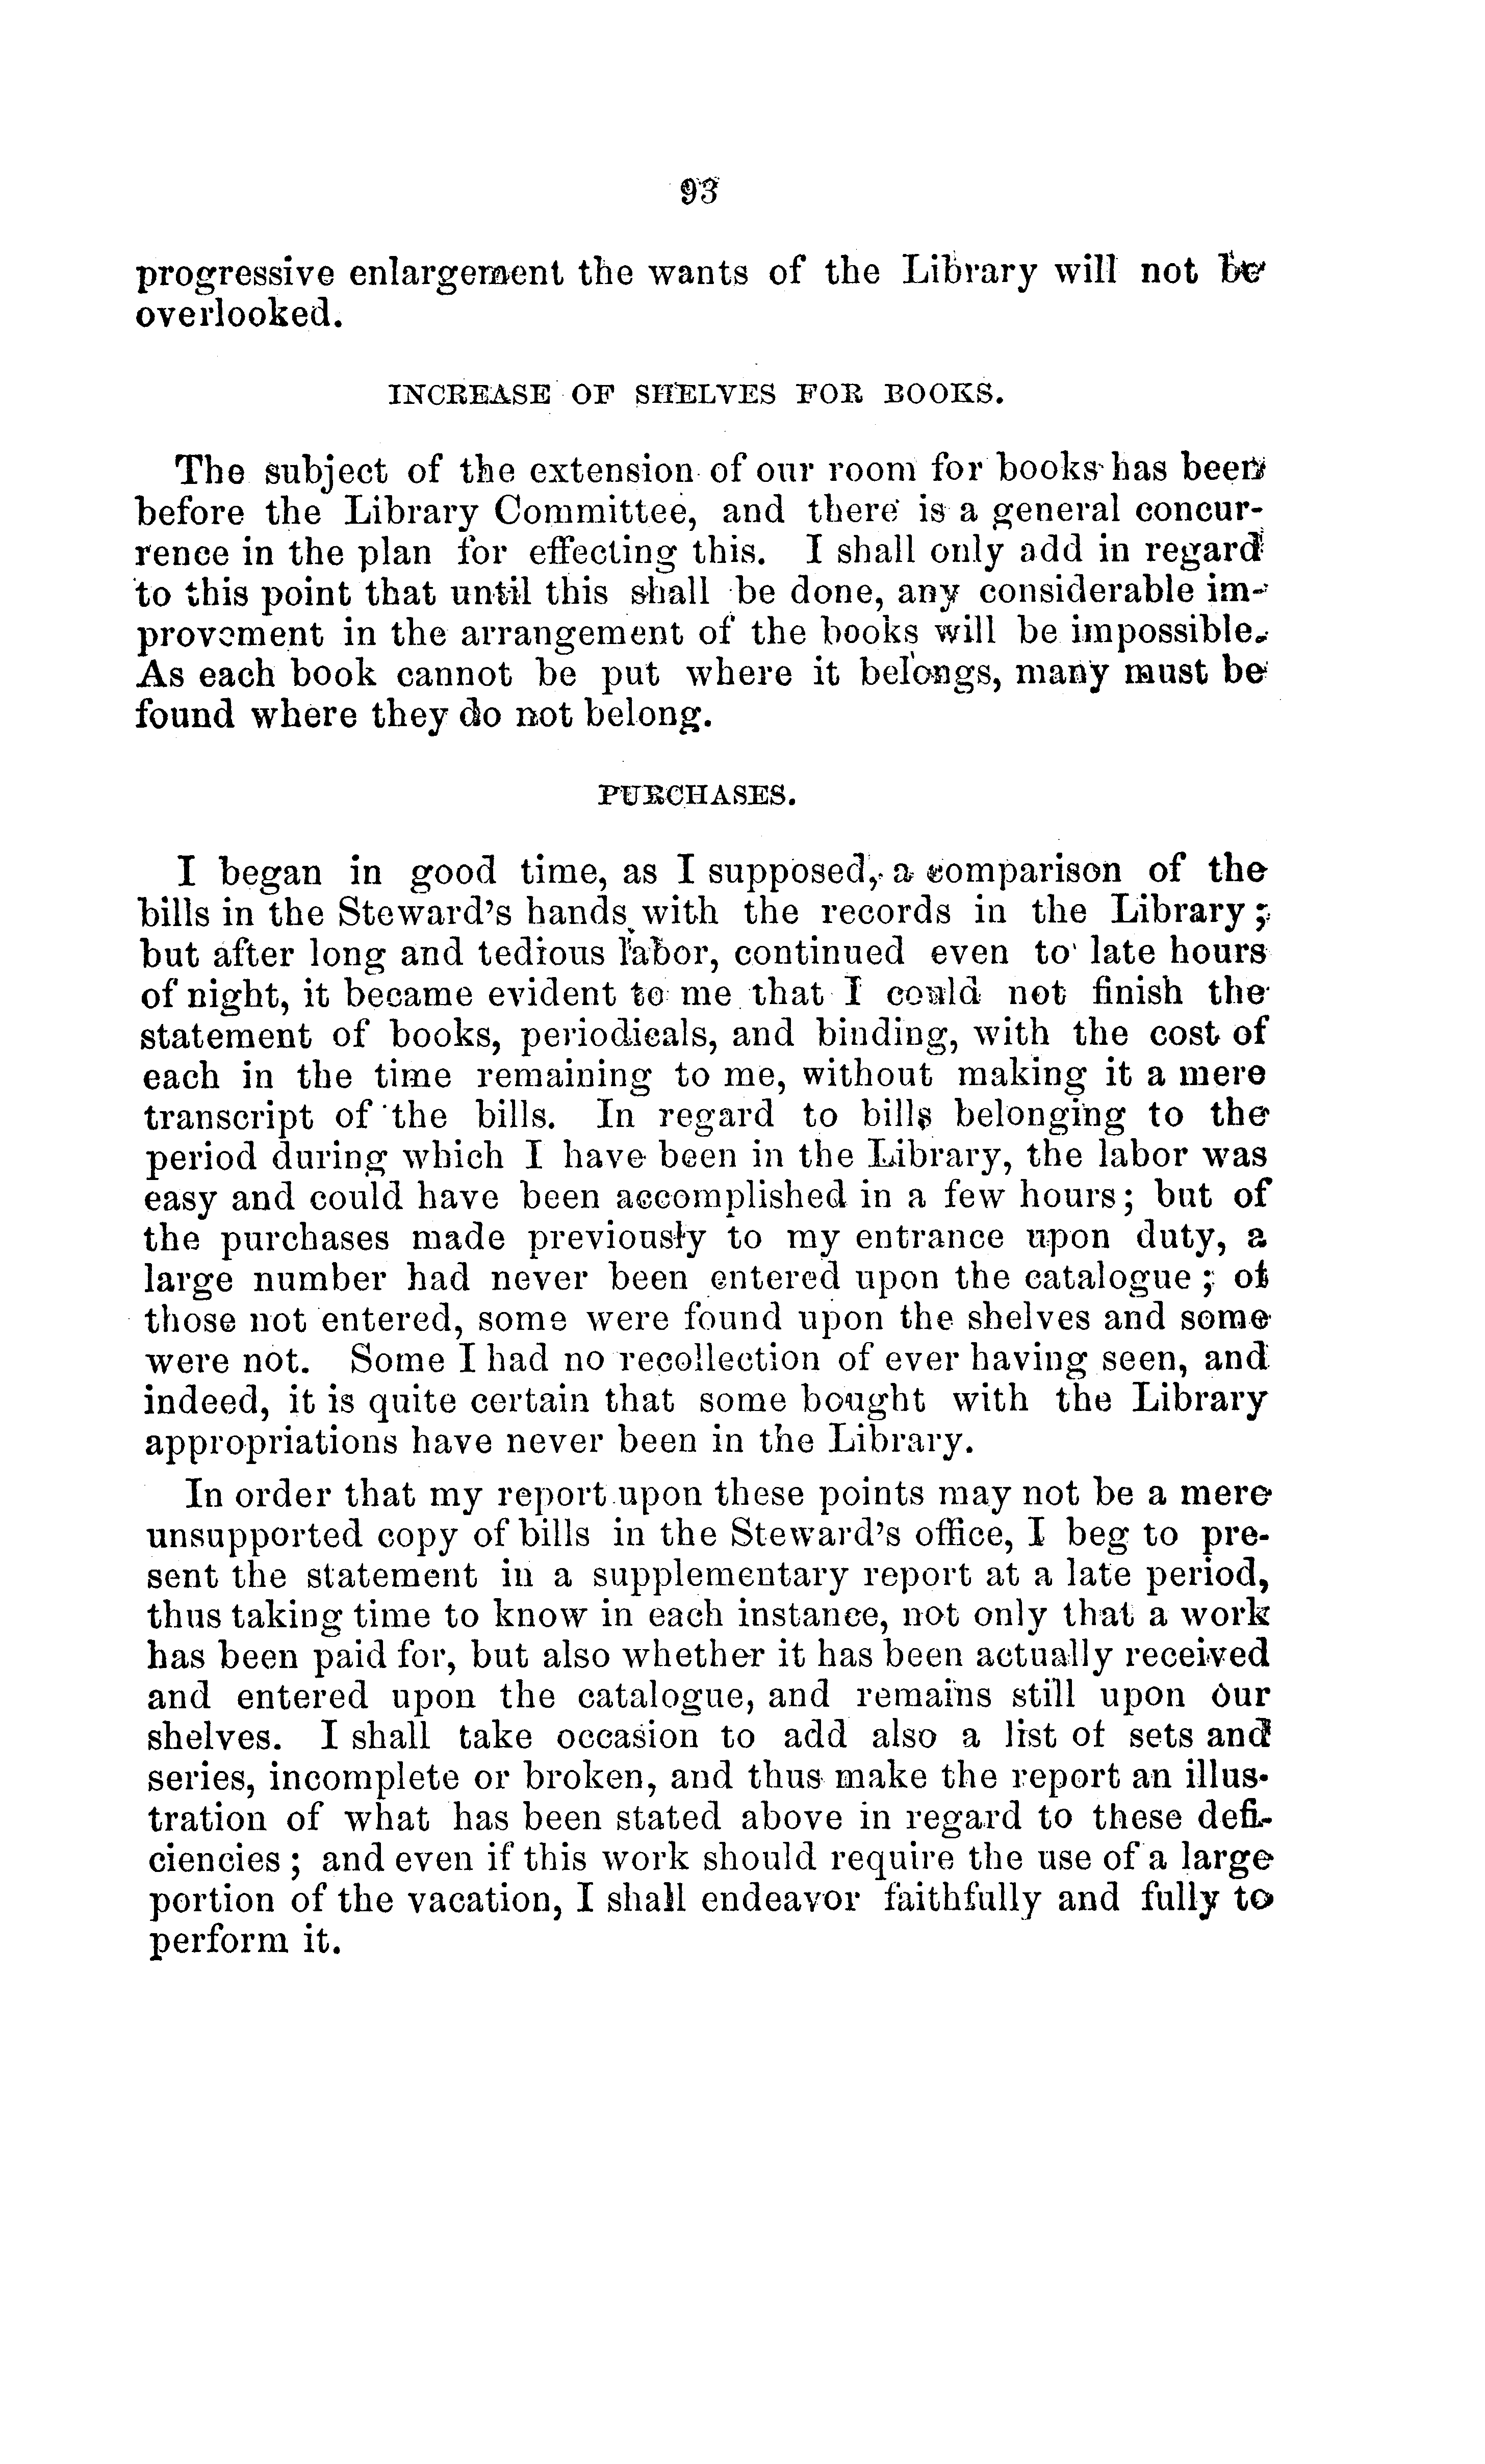 93
progressive enlargement the wants of the Library will not be
overlooked.
INCREASE OF SHELVES FOR BOOKS.
The subject of the extension of our room for books has been
before the Library Committee, and there is a general concur-
rence in the plan for effecting this. I shall only add in regard
to this point that until this shall be done, any considerable im-
provement in the arrangement of the books will be impossible.
As each book cannot be put where it belongs, many must be
found where they do not belong.
PURCHASES.
I began in good time, as I supposed, a comparison of the
bills in the Steward's hands with the records in the Library;
but after long and tedious labor, continued even to late hours
of night, it became evident to me that I could not finish the
statement of books, periodicals, and binding, with the cost of
each in the time remaining to me, without making it a mere
transcript of the bills. In regard to bills belonging to the
period during which I have been in the Library, the labor was
easy and could have been accomplished in a few hours; but of
the purchases made previously to my entrance upon duty, a
large number had never been entered upon the catalogue; of
those not entered, some were found upon the shelves and some
were not. Some I had no recollection of ever having seen, and
indeed, it is quite certain that some bought with the Library
appropriations have never been in the Library.
In order that my report upon these points may not be a mere
unsupported copy of bills in the Steward's office, I beg to pre-
sent the statement in a supplementary report at a late period,
thus taking time to know in each instance, not only that a work
has been paid for, but also whether it has been actually received
and entered upon the catalogue, and remains still upon our
shelves. I shall take occasion to add also a list of sets and
series, incomplete or broken, and thus make the report an illus-
tration of what has been stated above in regard to these defi-
ciencies; and even if this work should require the use of a large
portion of the vacation, I shall endeavor faithfully and fully to
perform it.